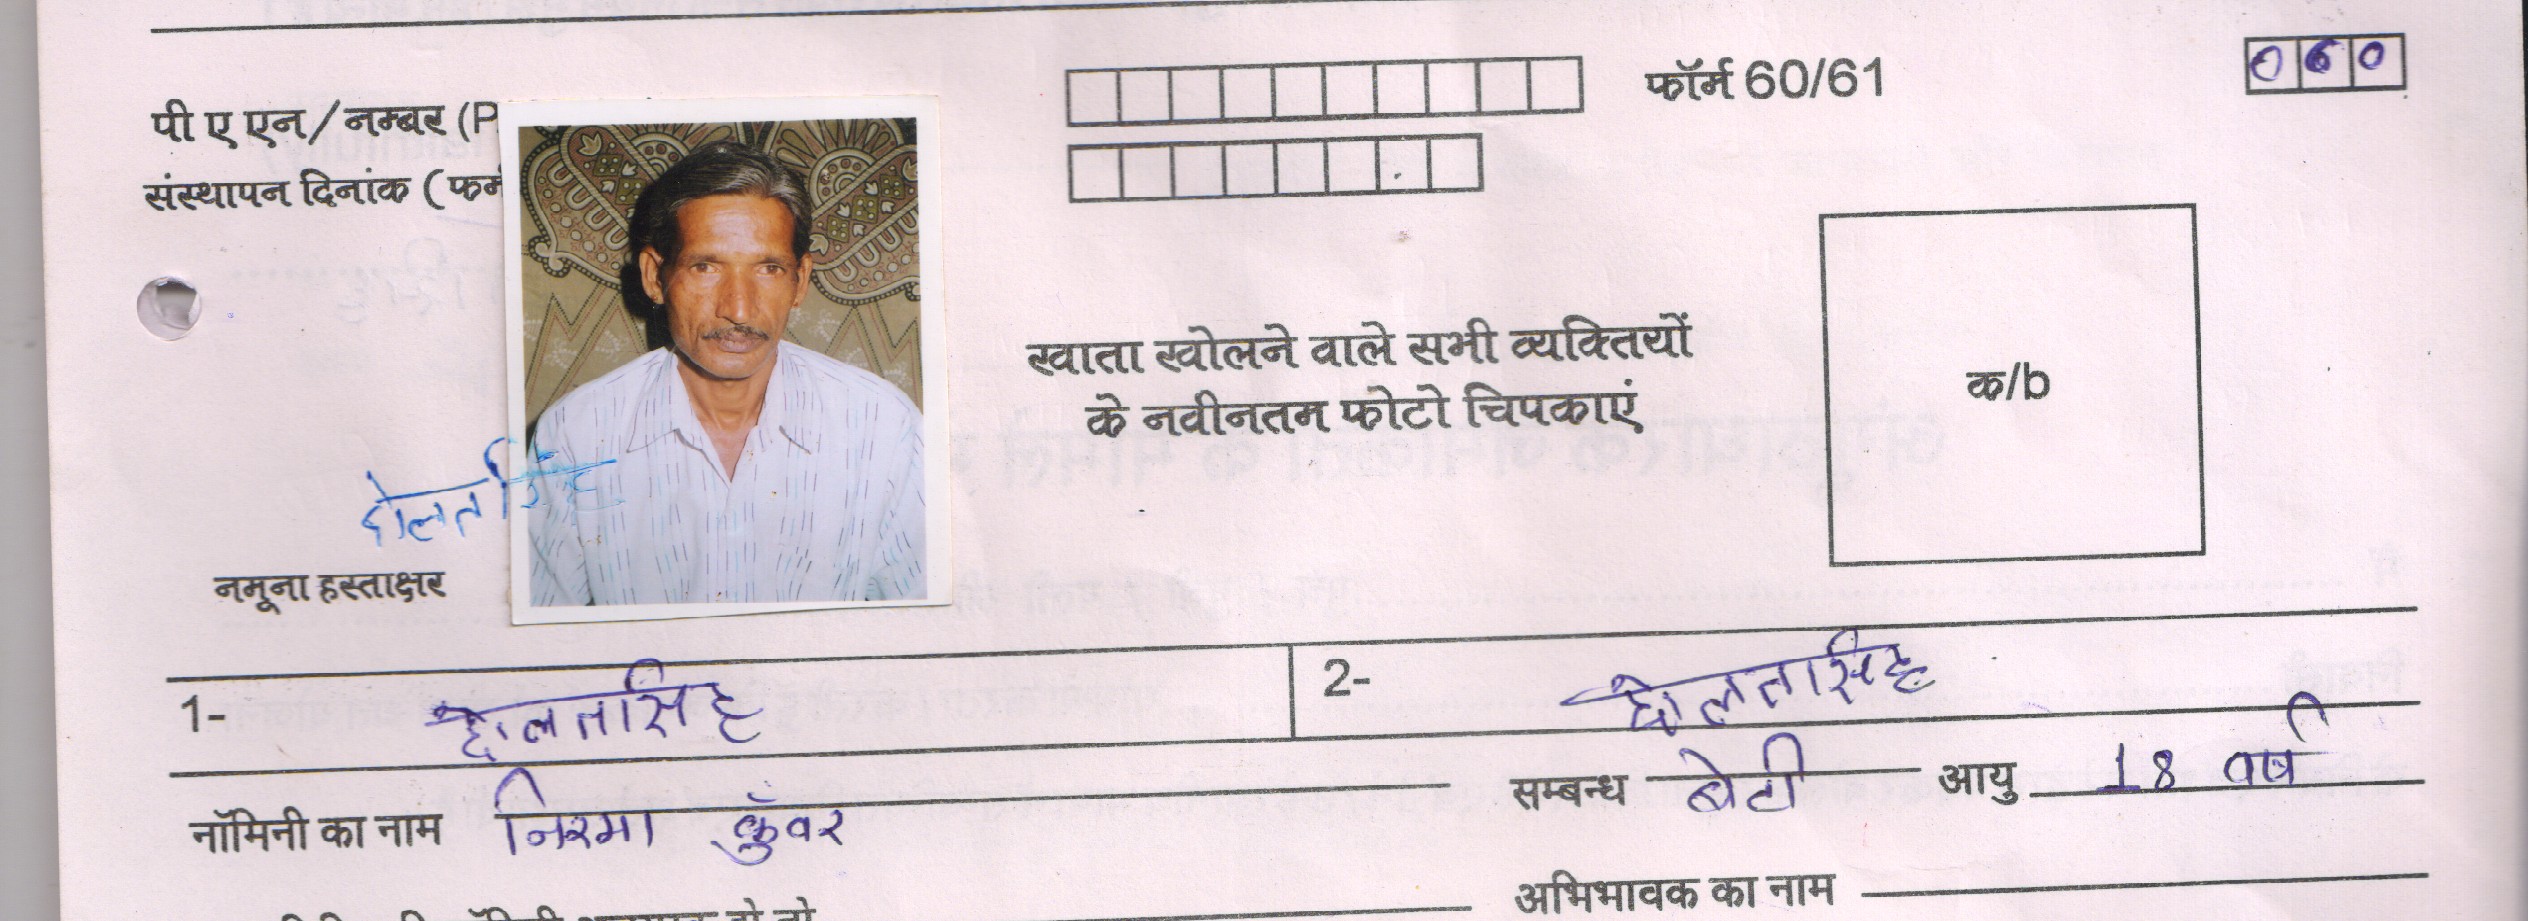 पी ए एन/नम्बर (P
फॉर्म 60/61
060
संस्थापन दिनांक (फर्म
खाता खोलने वाले सभी व्यक्तियों
के नवीनतम फोटो चिपकाएं
क/b
दोलतसिंह
नमूना हस्ताक्षर
1- दोलतसिंह
2- दोलतसिंह
नॉमिनी का नाम निरमा कुँवर सम्बन्ध बेटी आयु 18 वर्ष
अभिभावक का नाम